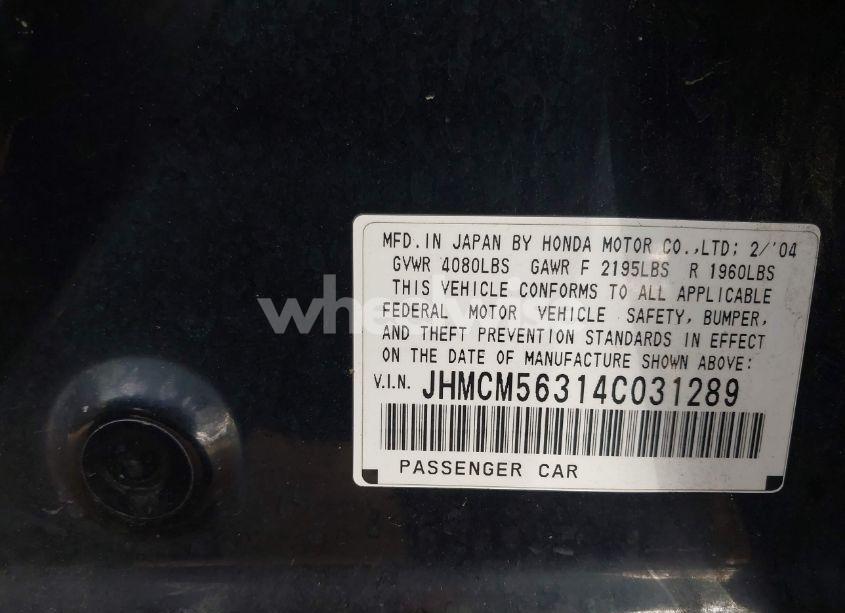 MFD. IN JAPAN BY HONDA MOTOR CO.,LTD; 2/'04
GVWR 4080LBS GAWR F 2195LBS R 1960LBS
THIS VEHICLE CONFORMS TO ALL APPLICABLE
FEDERAL MOTOR VEHICLE SAFETY, BUMPER,
AND THEFT PREVENTION STANDARDS IN EFFECT
ON THE DATE OF MANUFACTURE SHOWN ABOVE:
V.I.N. JHMCM56314C031289
PASSENGER CAR